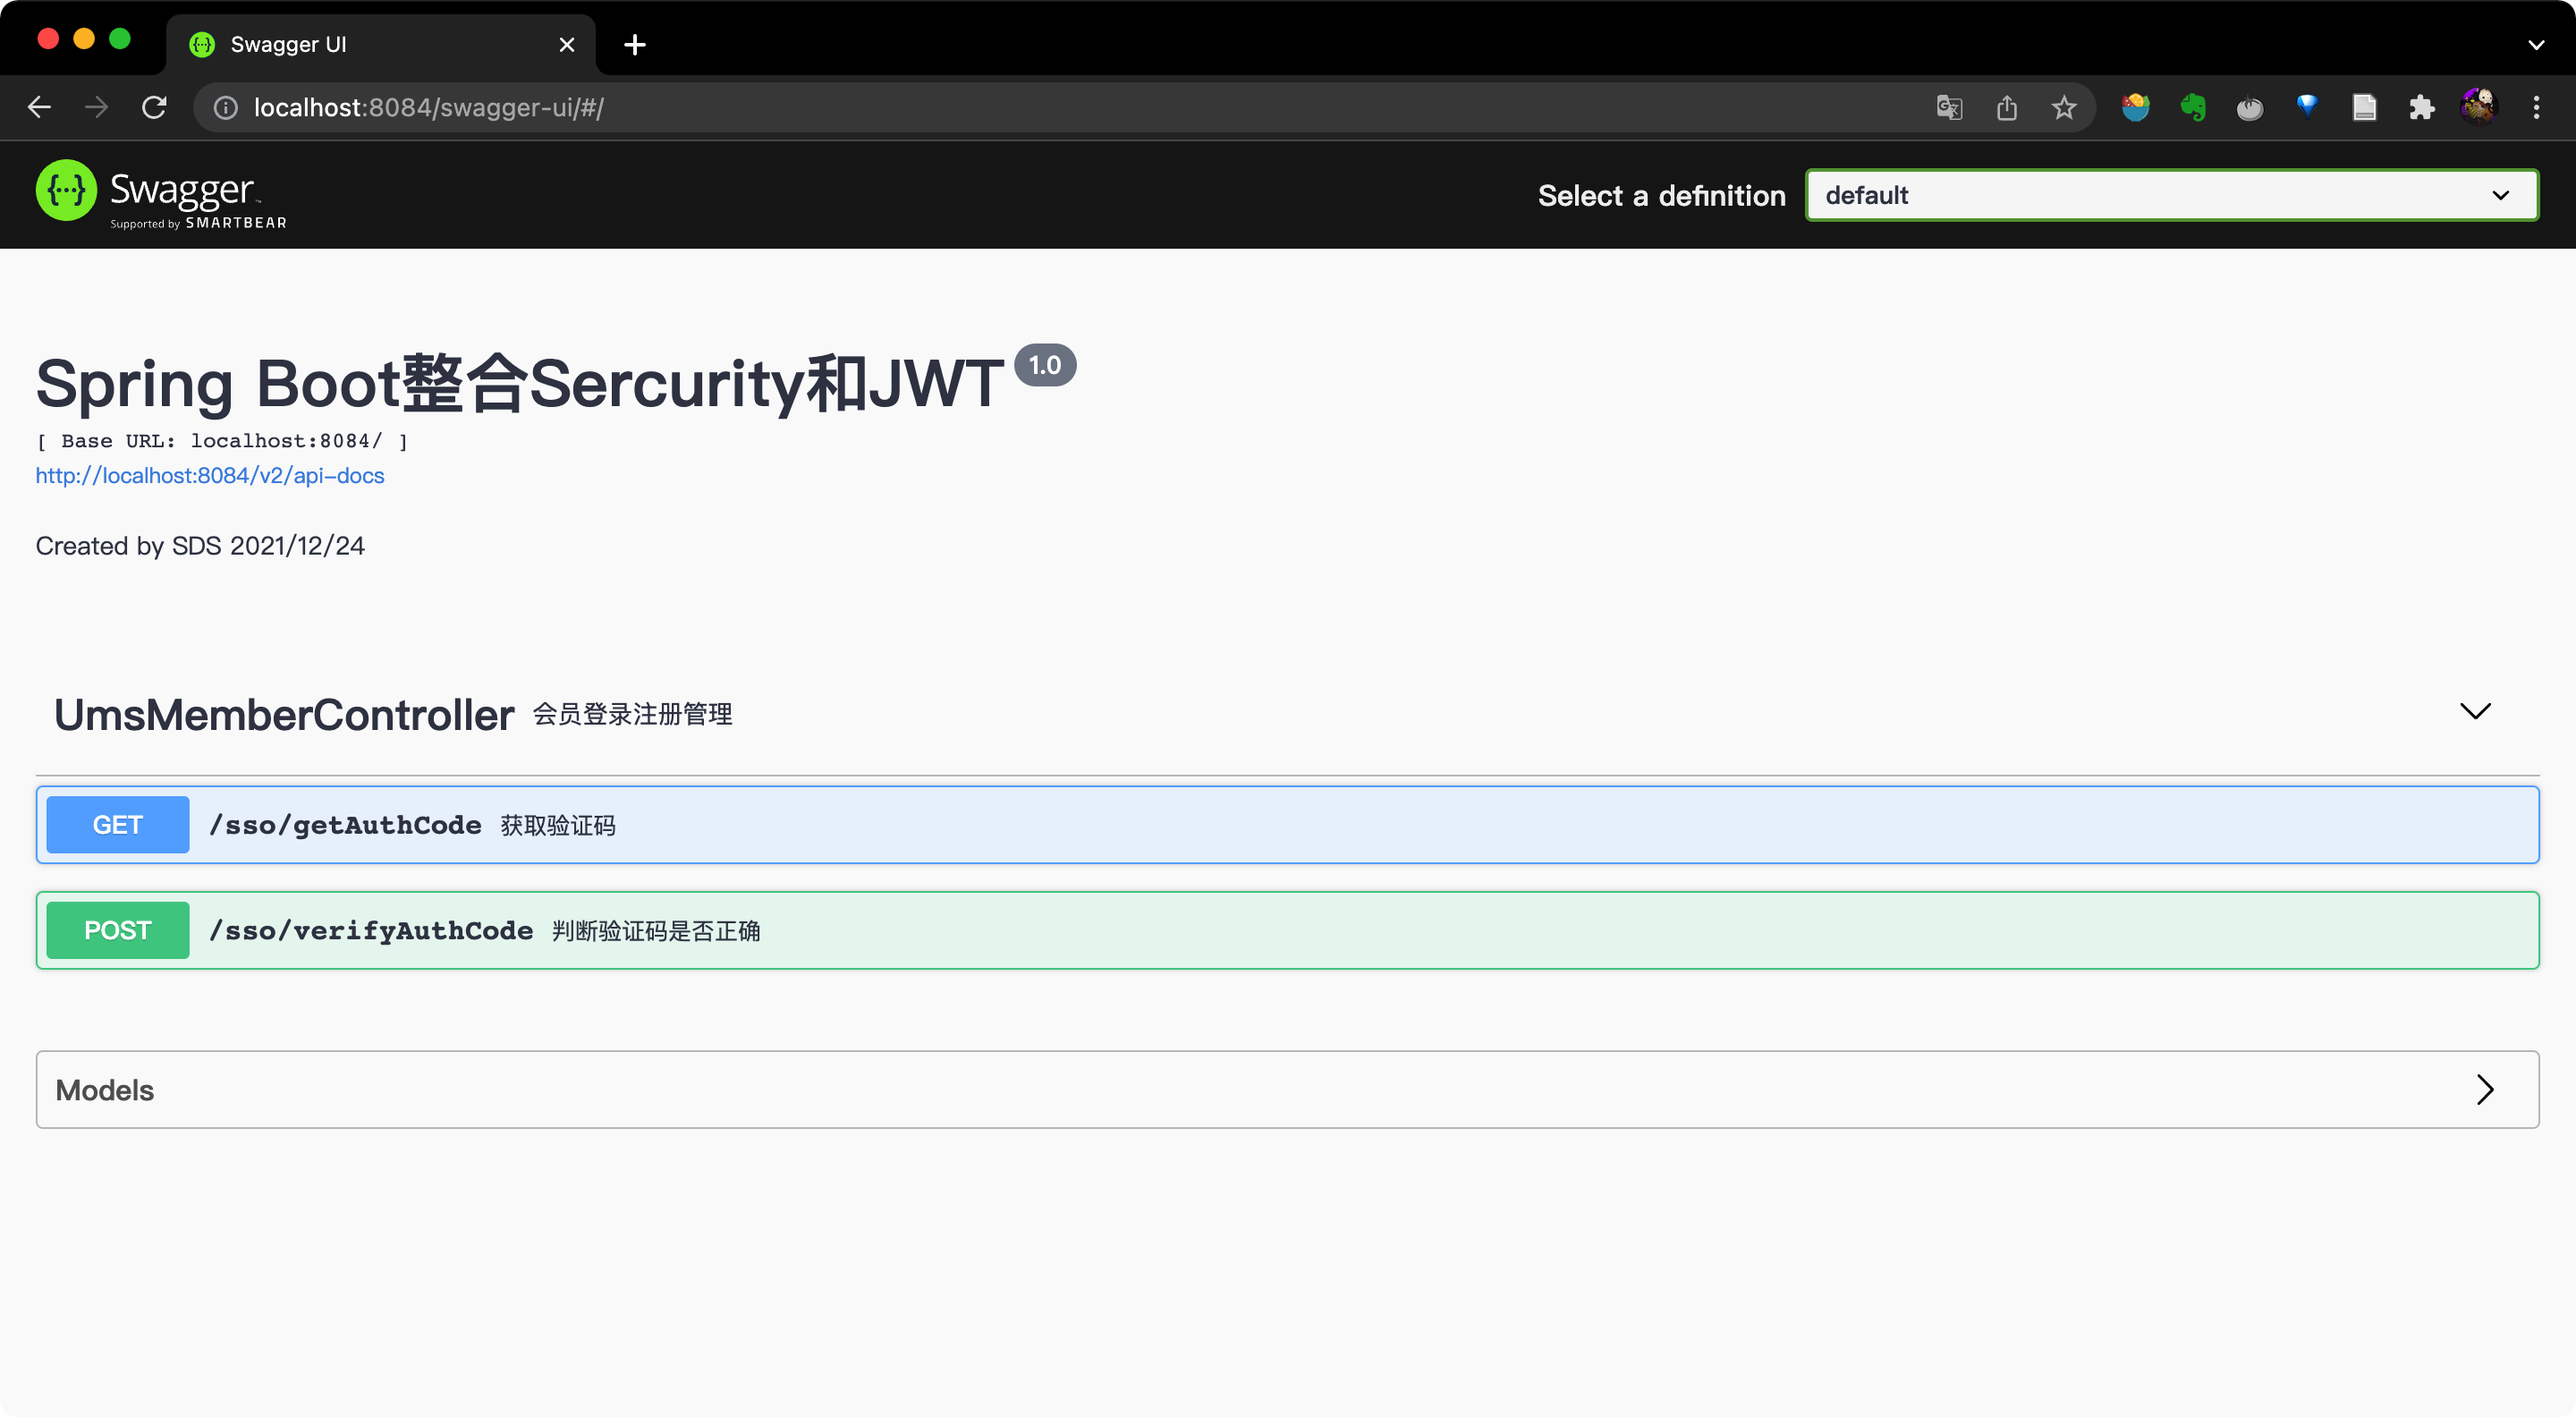 Swagger UI
localhost:8084/swagger-ui/#/
Swagger
Supported by SMARTBEAR
Select a definition
default
Spring Boot整合Sercurity和JWT 1.0
[ Base URL: localhost:8084/ ]
http://localhost:8084/v2/api-docs
Created by SDS 2021/12/24
UmsMemberController 会员登录注册管理
GET /sso/getAuthCode 获取验证码
POST /sso/verifyAuthCode 判断验证码是否正确
Models